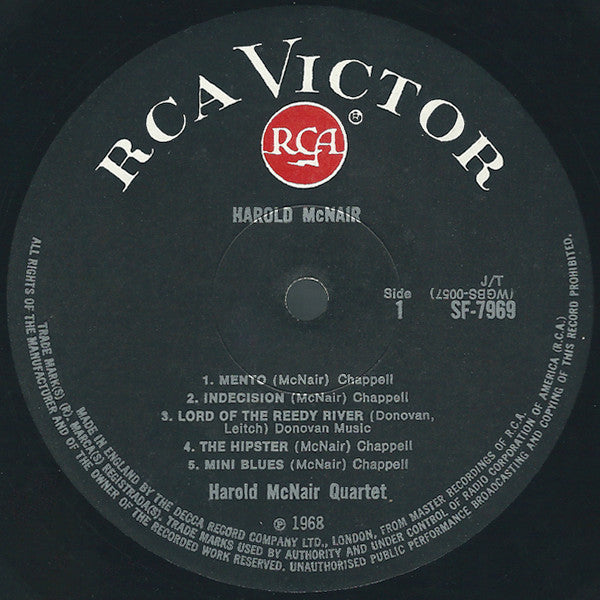 RCA VICTOR
RCA
®
HAROLD McNAIR
J/T
Side (WGBS-0057)
1 SF-7969
1. MENTO (McNair) Chappell
2. INDECISION (McNair) Chappell
3. LORD OF THE REEDY RIVER (Donovan,
Leitch) Donovan Music
4. THE HIPSTER (McNair) Chappell
5. MINI BLUES (McNair) Chappell
Harold McNair Quartet
℗ 1968
TRADE MARK(S) (R) MARCA(S) REGISTRADA(S). TRADE MARKS USED BY AUTHORITY AND UNDER CONTROL OF RADIO CORPORATION OF AMERICA (R.C.A.)
MADE IN ENGLAND BY THE DECCA RECORD COMPANY LTD., LONDON, FROM MASTER RECORDINGS OF R.C.A.
ALL RIGHTS OF THE MANUFACTURER AND OF THE OWNER OF THE RECORDED WORK RESERVED. UNAUTHORISED PUBLIC PERFORMANCE BROADCASTING AND COPYING OF THIS RECORD PROHIBITED.